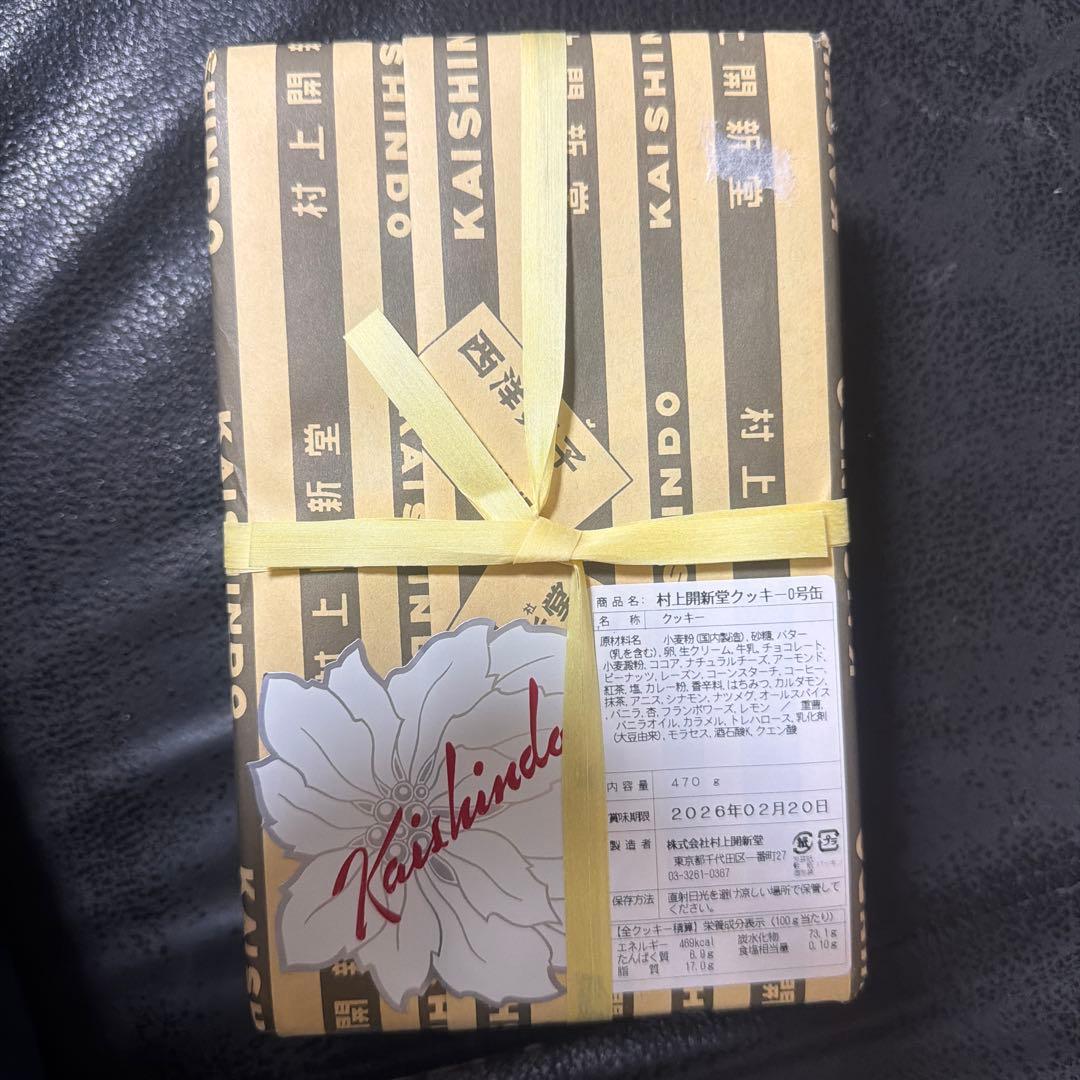 村上開新堂
KAISHINDO
KAISHIN
KAISHIN
開新堂
村上
KAISHINDO
西洋
新堂
INDO
Kaishindo
商品名: 村上開新堂クッキー0号缶
名 称 クッキー
原材料名 小麦粉(国内製造)、砂糖、バター
(乳を含む)、卵、生クリーム、牛乳、チョコレート、
小麦澱粉、ココア、ナチュラルチーズ、アーモンド、
ピーナッツ、レーズン、コーンスターチ、コーヒー、
紅茶、塩、カレー粉、香辛料、はちみつ、カルダモン、
抹茶、アニス、シナモン、ナツメグ、オールスパイス
、バニラ、杏、フランボワーズ、レモン / 重曹、
バニラオイル、カラメル、トレハロース、乳化剤
(大豆由来)、モラセス、酒石酸K、クエン酸
内容量 470 g
賞味期限 2026年02月20日
製造者 株式会社村上開新堂
東京都千代田区一番町27
03-3261-0367
紙 プラ
保存方法 直射日光を避け涼しい場所で保管して
ください。
【全クッキー積算】栄養成分表示(100g当たり)
エネルギー 469kcal 炭水化物 73.1g
たんぱく質 6.9g 食塩相当量 0.10g
脂 質 17.0g